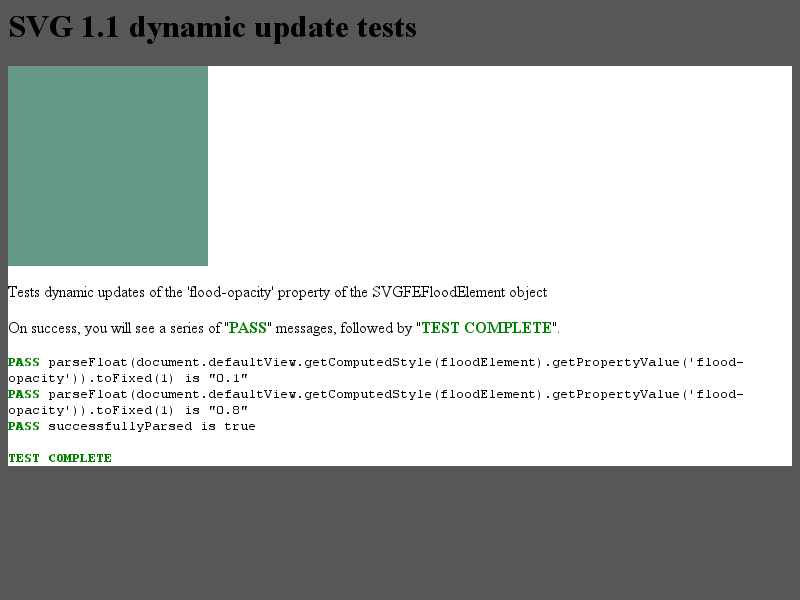 SVG 1.1 dynamic update tests
Tests dynamic updates of the 'flood-opacity' property of the SVGFEFloodElement object
On success, you will see a series of "PASS" messages, followed by "TEST COMPLETE".
PASS parseFloat(document.defaultView.getComputedStyle(floodElement).getPropertyValue('flood-
opacity')).toFixed(1) is "0.1"
PASS parseFloat(document.defaultView.getComputedStyle(floodElement).getPropertyValue('flood-
opacity')).toFixed(1) is "0.8"
PASS successfullyParsed is true
TEST COMPLETE